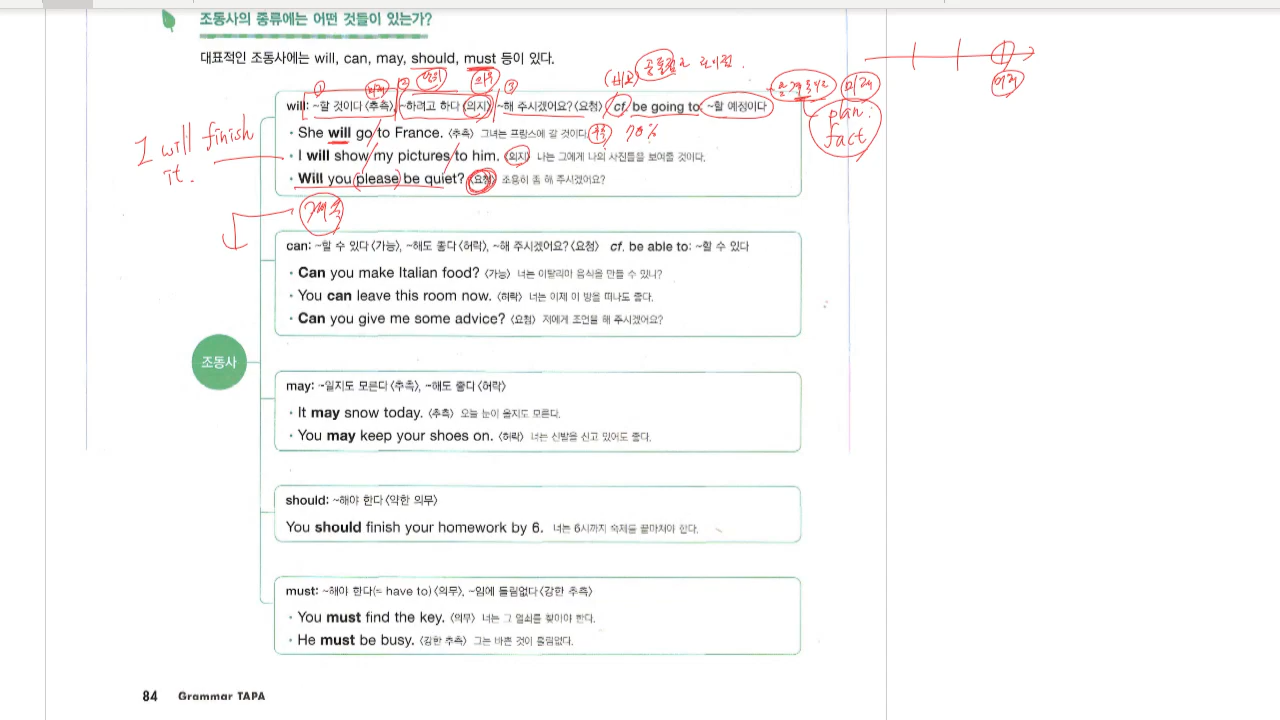 조동사의 종류에는 어떤 것들이 있는가?
대표적인 조동사에는 will, can, may, should, must 등이 있다.
① ② 의무 ③
will: ~할 것이다〈추측〉, ~하려고 하다〈의지〉, ~해 주시겠어요?〈요청〉 cf. be going to: ~할 예정이다
미래
plan:
fact
• She will go to France. 〈추측〉 그녀는 프랑스에 갈 것이다. 추측 70%
I will finish it.
• I will show my pictures to him. 〈의지〉 나는 그에게 나의 사진들을 보여줄 것이다.
• Will you please be quiet? 〈요청〉 조용히 좀 해 주시겠어요?
can: ~할 수 있다〈가능〉, ~해도 좋다〈허락〉, ~해 주시겠어요?〈요청〉 cf. be able to: ~할 수 있다
• Can you make Italian food? 〈가능〉 너는 이탈리아 음식을 만들 수 있니?
• You can leave this room now. 〈허락〉 너는 이제 이 방을 떠나도 좋다.
• Can you give me some advice? 〈요청〉 저에게 조언을 해 주시겠어요?
조동사
may: ~일지도 모른다〈추측〉, ~해도 좋다〈허락〉
• It may snow today. 〈추측〉 오늘 눈이 올지도 모른다.
• You may keep your shoes on. 〈허락〉 너는 신발을 신고 있어도 좋다.
should: ~해야 한다〈약한 의무〉
You should finish your homework by 6. 너는 6시까지 숙제를 끝마쳐야 한다.
must: ~해야 한다(= have to)〈의무〉, ~임에 틀림없다〈강한 추측〉
• You must find the key. 〈의무〉 너는 그 열쇠를 찾아야 한다.
• He must be busy. 〈강한 추측〉 그는 바쁜 것이 틀림없다.
84 Grammar TAPA